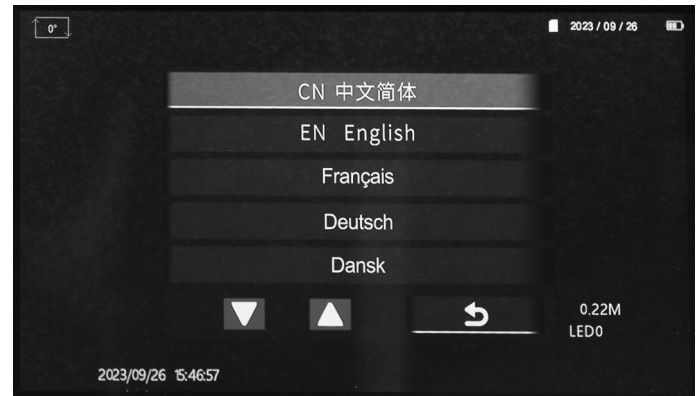 0°
2023 / 09 / 26
CN 中文简体
EN English
Français
Deutsch
Dansk
0.22M
LED0
2023/09/26 15:46:57